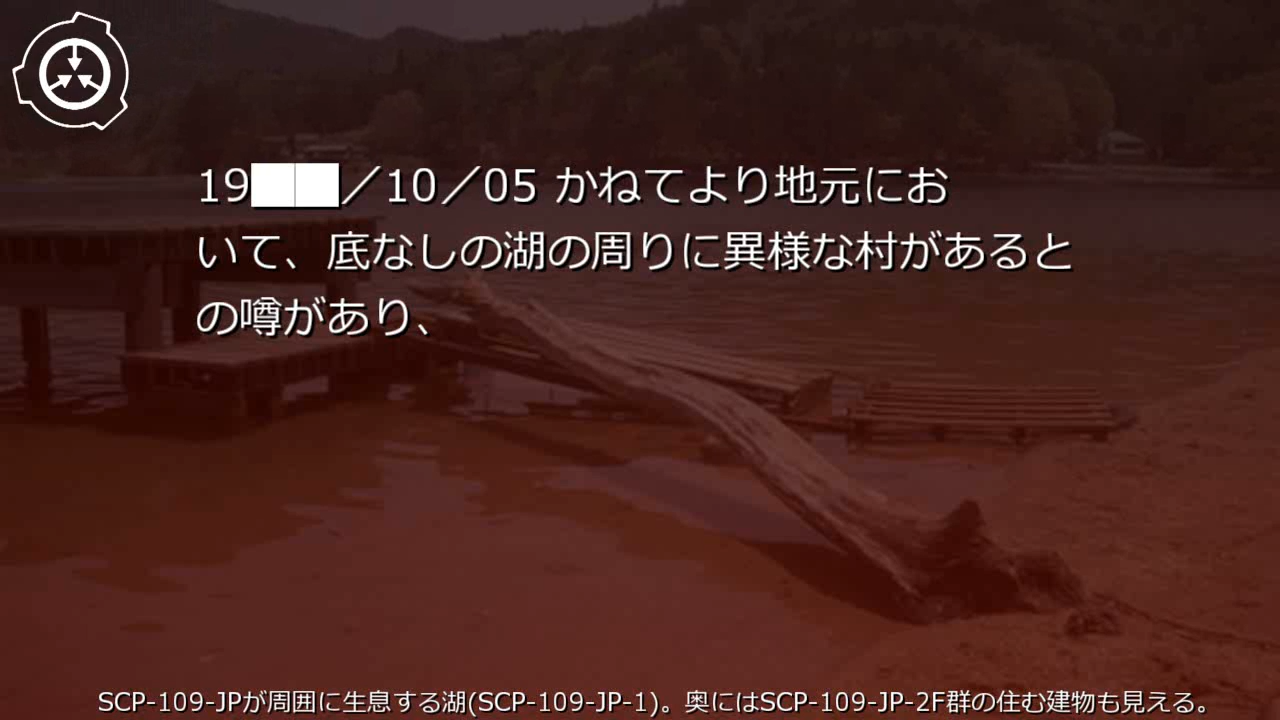 19██／10／05 かねてより地元にお
いて、底なしの湖の周りに異様な村があると
の噂があり、
SCP-109-JPが周囲に生息する湖(SCP-109-JP-1)。奥にはSCP-109-JP-2F群の住む建物も見える。